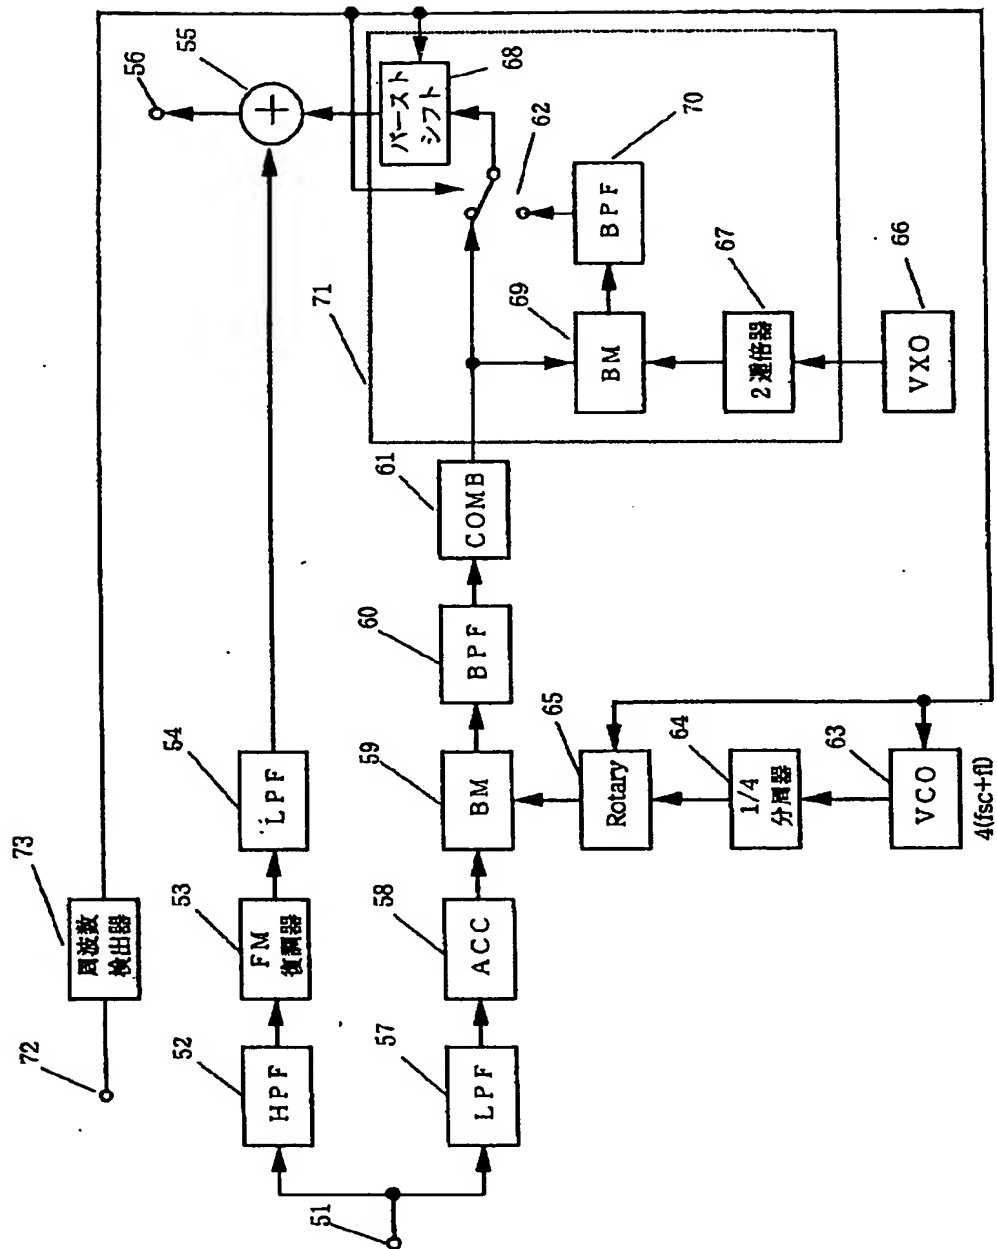 72
73
周波数
検出器
56
55
51
52
HPF
53
FM
復調器
54
LPF
57
LPF
58
ACC
59
BM
60
BPF
61
COMB
71
バースト
シフト
68
62
69
BM
70
BPF
67
2逓倍器
66
VXO
65
Rotary
64
1/4
分周器
63
VCO
4(fsc+fl)